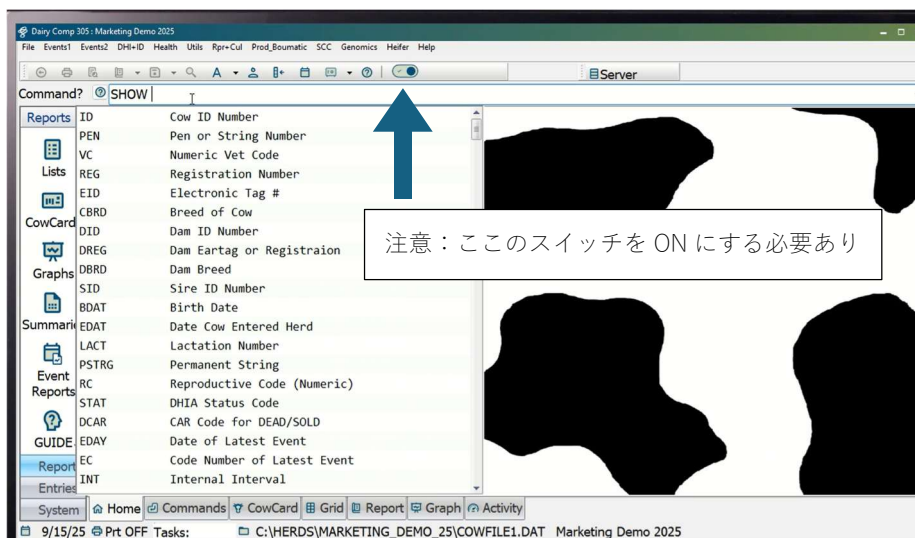 Dairy Comp 305 : Marketing Demo 2025
File Events1 Events2 DHI+ID Health Utils Rpr+Cul Prod_Boumatic SCC Genomics Heifer Help
Server
Command? SHOW
Reports
ID Cow ID Number
PEN Pen or String Number
VC Numeric Vet Code
Lists
REG Registration Number
EID Electronic Tag #
CBRD Breed of Cow
CowCard
DID Dam ID Number
DREG Dam Eartag or Registraion
Graphs
DBRD Dam Breed
SID Sire ID Number
BDAT Birth Date
Summari
EDAT Date Cow Entered Herd
LACT Lactation Number
PSTRG Permanent String
Event Reports
RC Reproductive Code (Numeric)
STAT DHIA Status Code
DCAR CAR Code for DEAD/SOLD
GUIDE
EDAY Date of Latest Event
EC Code Number of Latest Event
Report
INT Internal Interval
Entries
注意：ここのスイッチを ON にする必要あり
System Home Commands CowCard Grid Report Graph Activity
9/15/25 Prt OFF Tasks: C:\HERDS\MARKETING_DEMO_25\COWFILE1.DAT Marketing Demo 2025